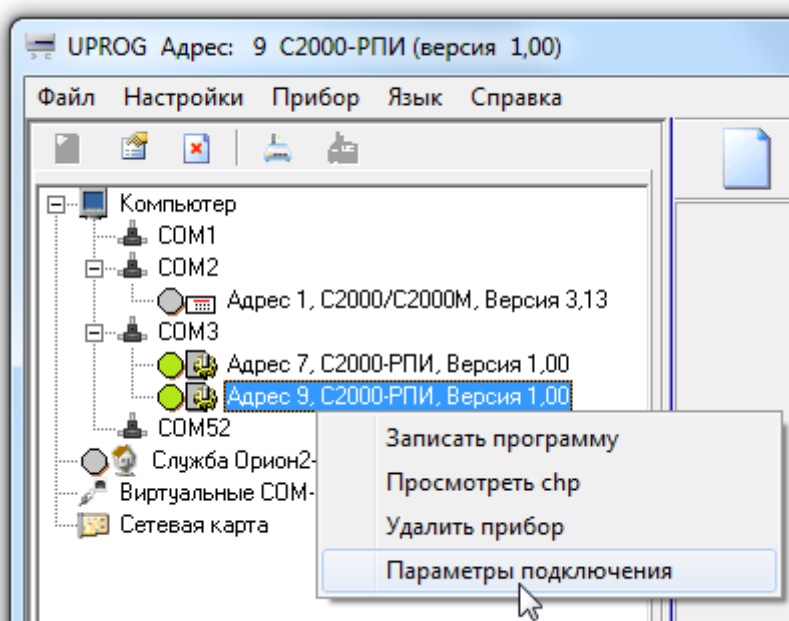 UPROG Адрес: 9 С2000-РПИ (версия 1,00)
Файл Настройки Прибор Язык Справка
Компьютер
COM1
COM2
Адрес 1, С2000/С2000М, Версия 3,13
COM3
Адрес 7, С2000-РПИ, Версия 1,00
Адрес 9, С2000-РПИ, Версия 1,00
COM52
Служба Орион2-
Виртуальные COM-
Сетевая карта
Записать программу
Просмотреть chp
Удалить прибор
Параметры подключения